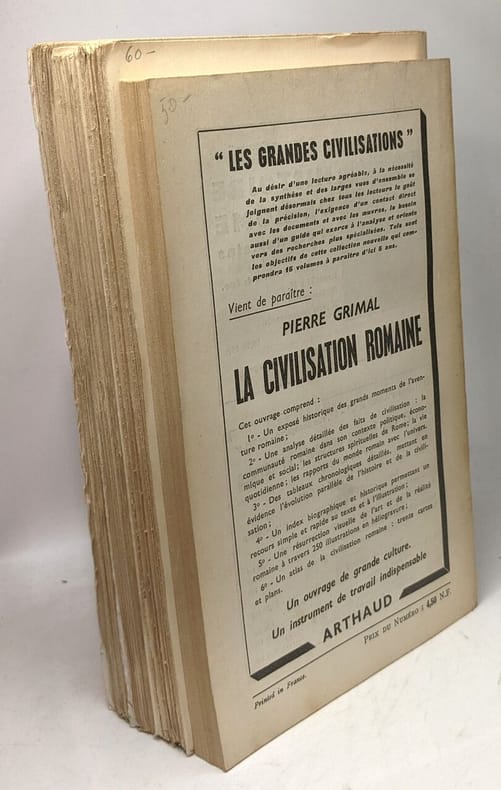 60-
50-
" LES GRANDES CIVILISATIONS "
Au désir d'une lecture agréable, à la nécessité
de la synthèse et des larges vues d'ensemble se
joignent désormais chez tous les lecteurs le goût
de la précision, l'exigence d'un contact direct
avec les documents et avec les œuvres, le besoin
aussi d'un guide qui exerce à l'analyse et oriente
vers des recherches plus spécialisées. Tels sont
les objectifs de cette collection nouvelle qui com-
prendra 15 volumes à paraître d'ici 5 ans.
Vient de paraître :
PIERRE GRIMAL
LA CIVILISATION ROMAINE
Cet ouvrage comprend :
1º - Un exposé historique des grands moments de l'aven-
ture romaine ;
2º - Une analyse détaillée des faits de civilisation : la
communauté romaine dans son contexte politique, écono-
mique et social ; les structures spirituelles de Rome ; la vie
quotidienne ; les rapports du monde romain avec l'univers.
3º - Des tableaux chronologiques détaillés, mettant en
évidence l'évolution parallèle de l'histoire et de la civili-
sation ;
4º - Un index biographique et historique permettant un
recours simple et rapide au texte et à l'illustration ;
5º - Une résurrection visuelle de l'art et de la réalité
romaine à travers 250 illustrations en héliogravure ;
6º - Un atlas de la civilisation romaine : trente cartes
et plans.
Un ouvrage de grande culture.
Un instrument de travail indispensable
ARTHAUD
Printed in France.
PRIX DU NUMÉRO : 4,50 N.F.